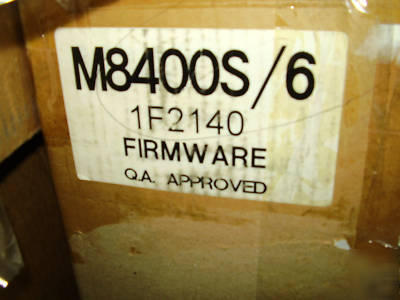 M8400S/6
1F2140
FIRMWARE
Q.A. APPROVED